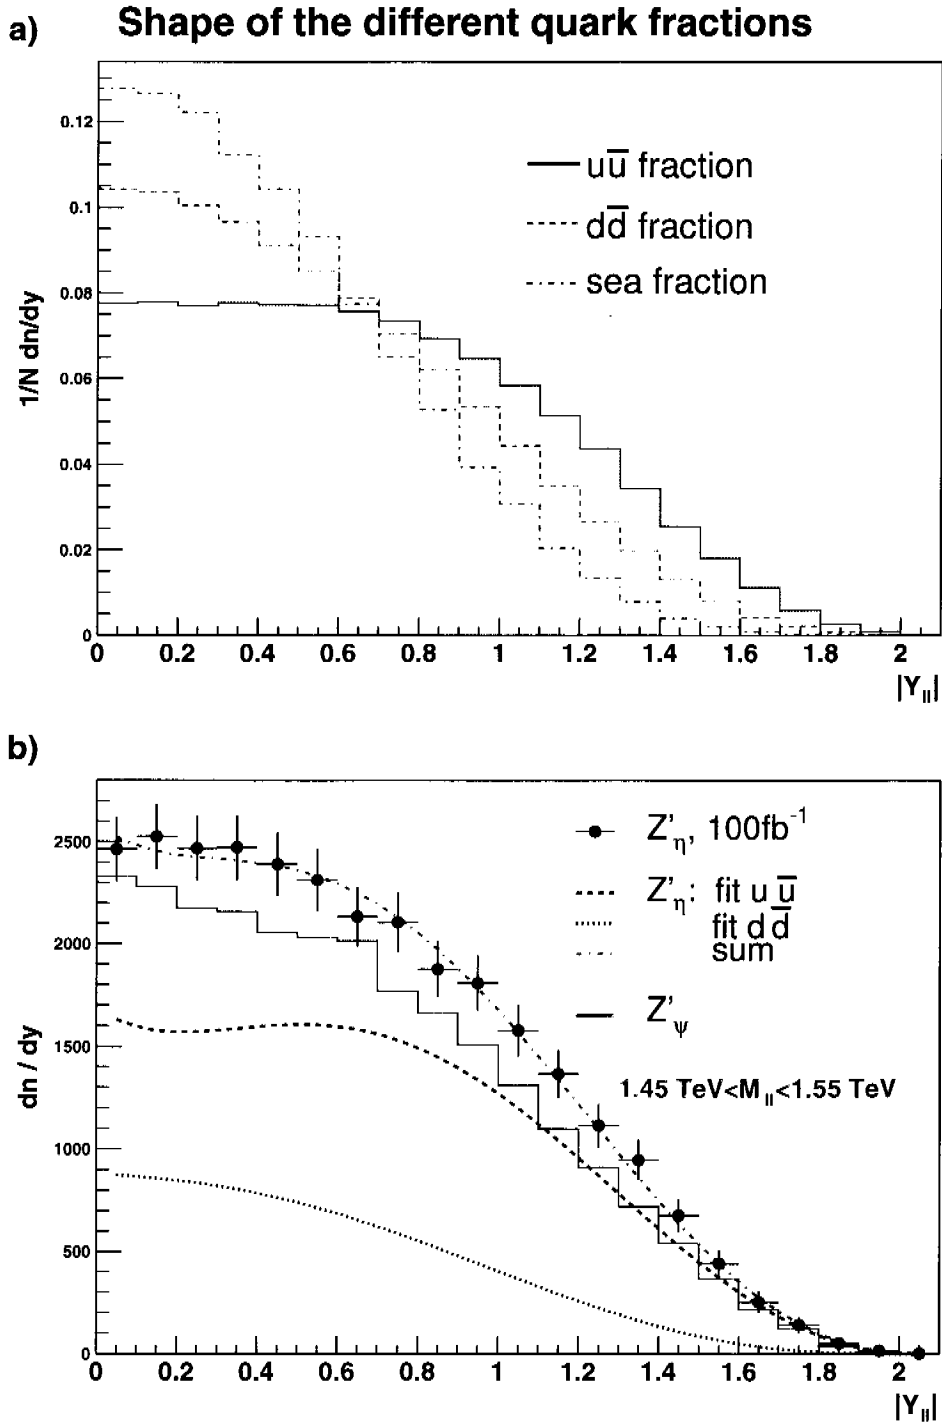 a) Shape of the different quark fractions
1/N dn/dy
0.12
0.1
0.08
0.06
0.04
0.02
0
uu̅ fraction
dd̅ fraction
sea fraction
0 0.2 0.4 0.6 0.8 1 1.2 1.4 1.6 1.8 2
|Y_ll|
b)
dn / dy
2500
2000
1500
1000
500
0
Z'_η, 100fb⁻¹
Z'_η: fit u u̅
fit d d̅
sum
Z'_ψ
1.45 TeV<M_ll<1.55 TeV
0 0.2 0.4 0.6 0.8 1 1.2 1.4 1.6 1.8 2
|Y_ll|